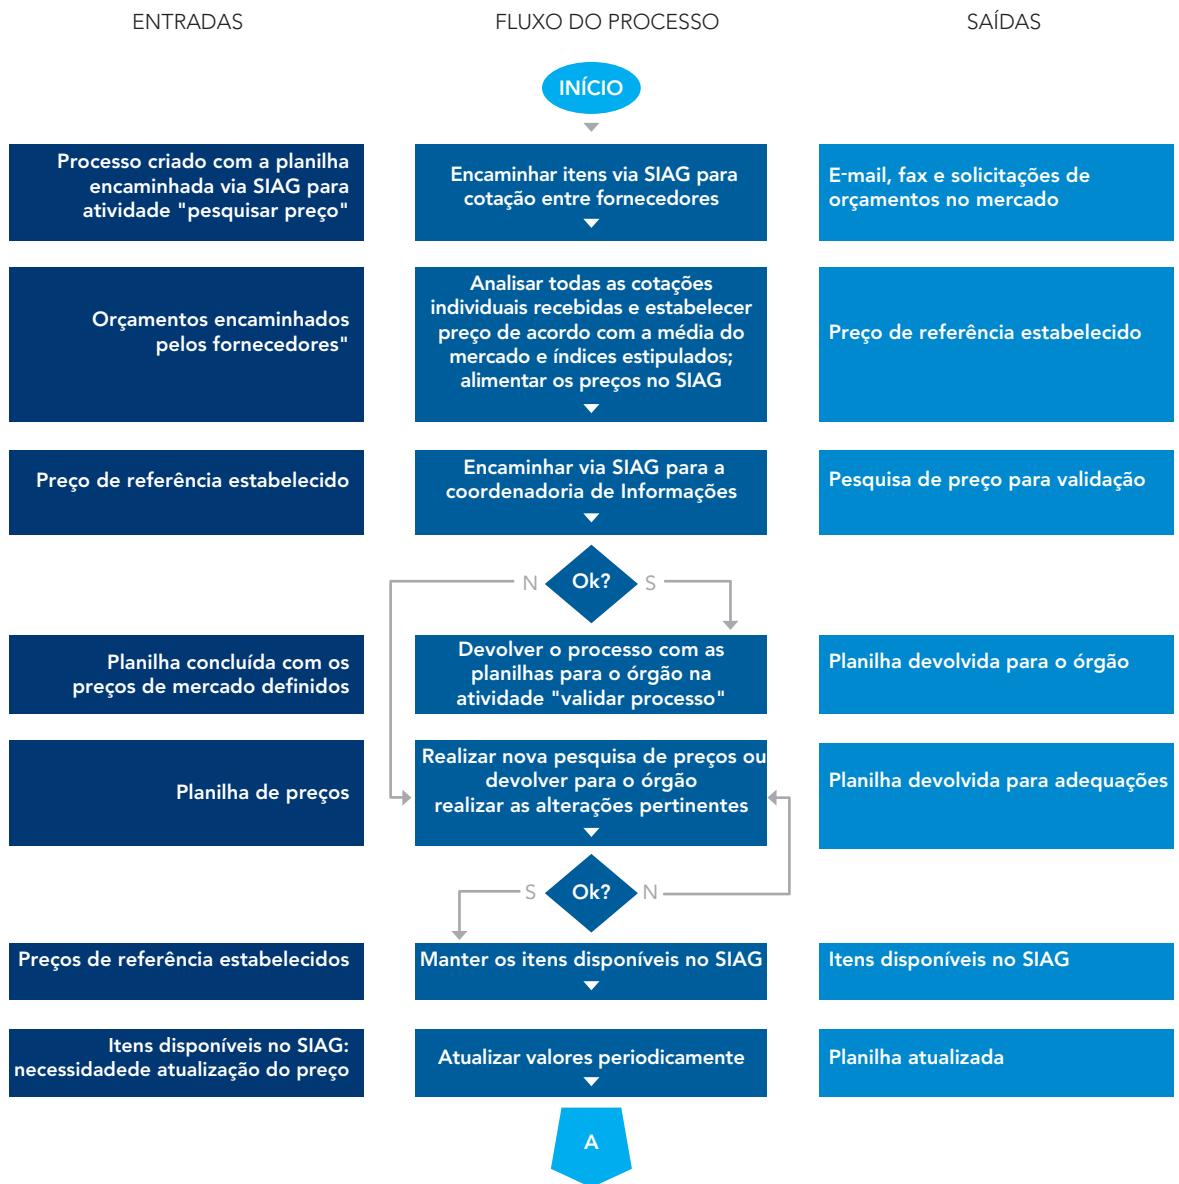 ENTRADAS
FLUXO DO PROCESSO
SAÍDAS
INÍCIO
Processo criado com a planilha
encaminhada via SIAG para
atividade "pesquisar preço"
Encaminhar itens via SIAG para
cotação entre fornecedores
E-mail, fax e solicitações de
orçamentos no mercado
Orçamentos encaminhados
pelos fornecedores"
Analisar todas as cotações
individuais recebidas e estabelecer
preço de acordo com a média do
mercado e índices estipulados;
alimentar os preços no SIAG
Preço de referência estabelecido
Preço de referência estabelecido
Encaminhar via SIAG para a
coordenadoria de Informações
Pesquisa de preço para validação
N
Ok?
S
Planilha concluída com os
preços de mercado definidos
Devolver o processo com as
planilhas para o órgão na
atividade "validar processo"
Planilha devolvida para o órgão
Planilha de preços
Realizar nova pesquisa de preços ou
devolver para o órgão
realizar as alterações pertinentes
Planilha devolvida para adequações
S
Ok?
N
Preços de referência estabelecidos
Manter os itens disponíveis no SIAG
Itens disponíveis no SIAG
Itens disponíveis no SIAG:
necessidadede atualização do preço
Atualizar valores periodicamente
Planilha atualizada
A